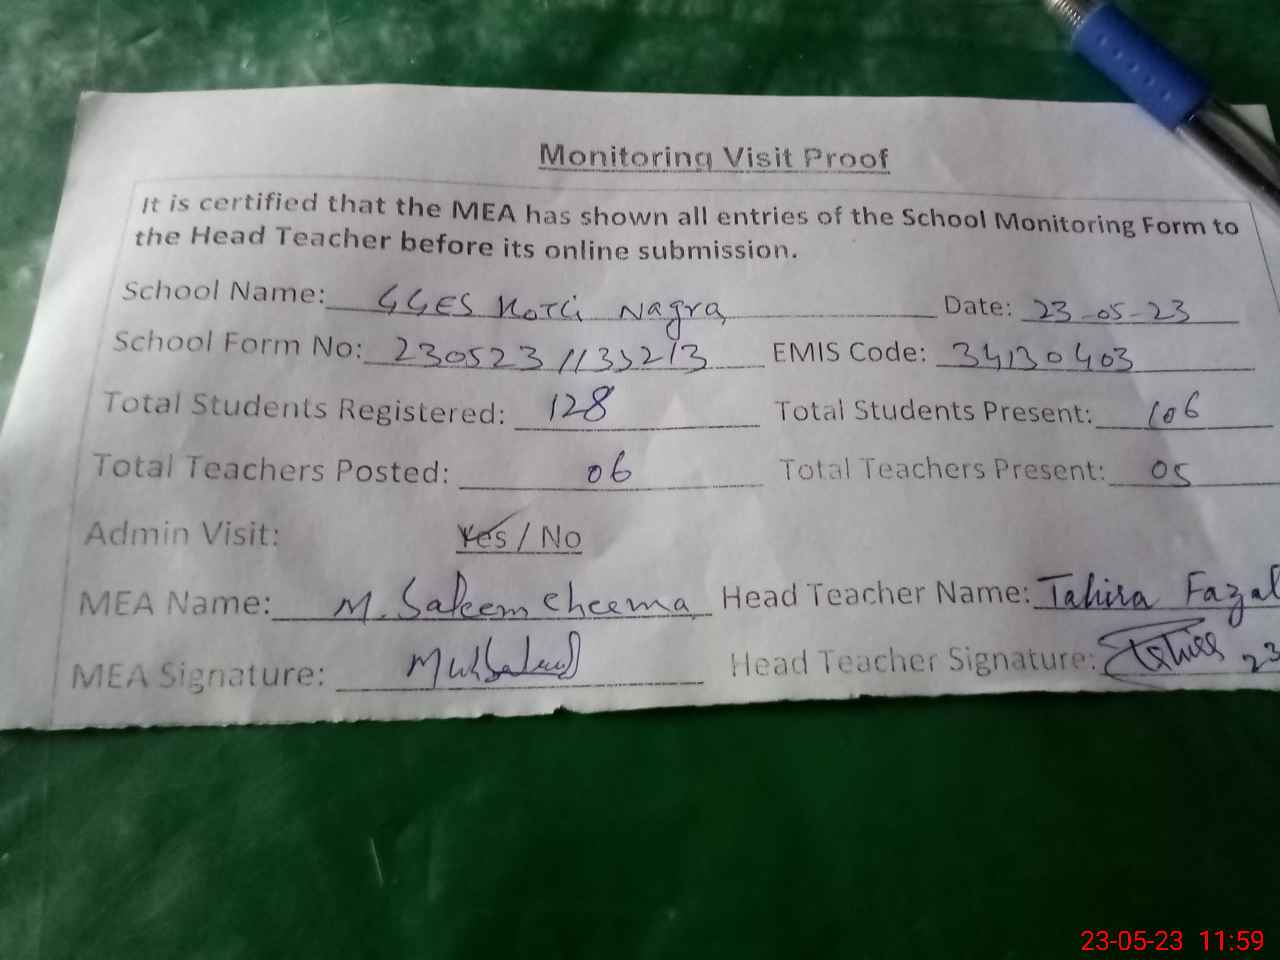 Monitoring Visit Proof
It is certified that the MEA has shown all entries of the School Monitoring Form to
the Head Teacher before its online submission.
School Name: GGES Kotli Nagra Date: 23-05-23
School Form No: 230523113213 EMIS Code: 34130403
Total Students Registered: 128 Total Students Present: 106
Total Teachers Posted: 06 Total Teachers Present: 05
Admin Visit: Yes / No
MEA Name: M. Saleem Cheema Head Teacher Name: Tahira Fazal
MEA Signature: Head Teacher Signature: Tahira 23
23-05-23 11:59